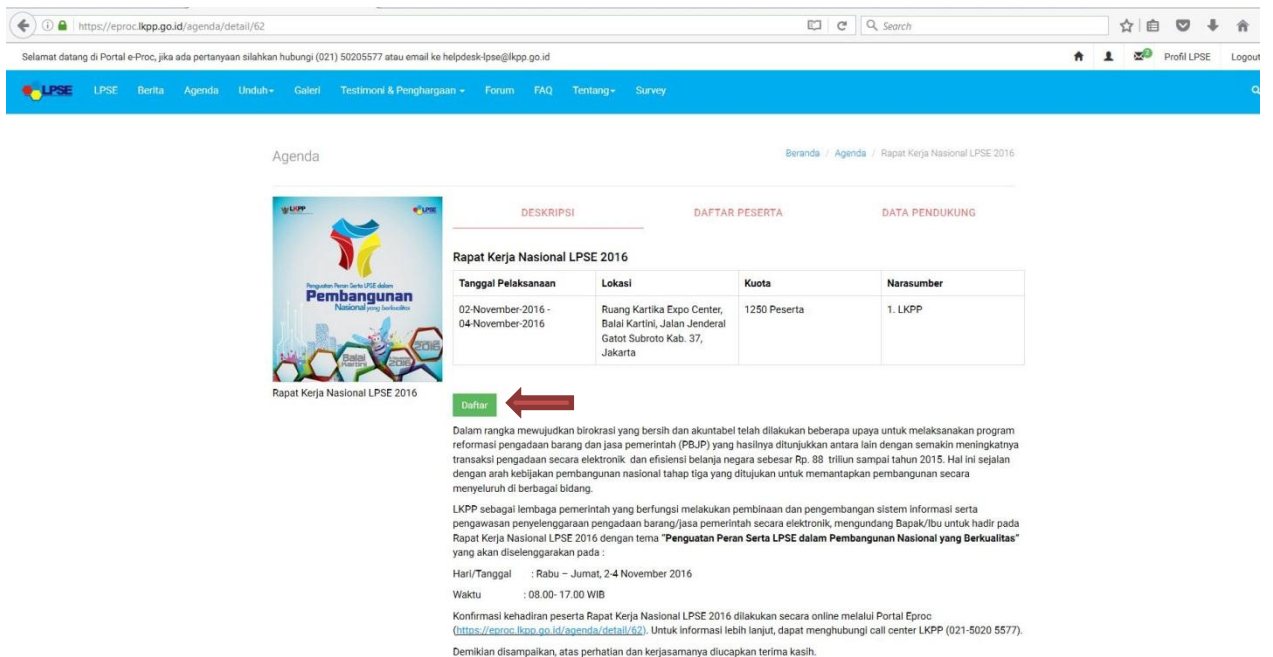 https://eproc.lkpp.go.id/agenda/detail/62
Search
Selamat datang di Portal e-Proc, jika ada pertanyaan silahkan hubungi (021) 50205577 atau email ke helpdesk-lpse@lkpp.go.id
Profil LPSE Logout
LPSE LPSE Berita Agenda Unduh Galeri Testimoni & Penghargaan Forum FAQ Tentang Survey
Agenda
Beranda / Agenda / Rapat Kerja Nasional LPSE 2016
LKPP LPSE
Penguatan Peran Serta LPSE dalam
Pembangunan
Nasional yang berkualitas
Balai
Kartini
2016
Rapat Kerja Nasional LPSE 2016
DESKRIPSI DAFTAR PESERTA DATA PENDUKUNG
Rapat Kerja Nasional LPSE 2016
Tanggal Pelaksanaan Lokasi Kuota Narasumber
02-November-2016 - Ruang Kartika Expo Center, 1250 Peserta 1. LKPP
04-November-2016 Balai Kartini, Jalan Jenderal
Gatot Subroto Kab. 37,
Jakarta
Daftar
Dalam rangka mewujudkan birokrasi yang bersih dan akuntabel telah dilakukan beberapa upaya untuk melaksanakan program
reformasi pengadaan barang dan jasa pemerintah (PBJP) yang hasilnya ditunjukkan antara lain dengan semakin meningkatnya
transaksi pengadaan secara elektronik dan efisiensi belanja negara sebesar Rp. 88 triliun sampai tahun 2015. Hal ini sejalan
dengan arah kebijakan pembangunan nasional tahap tiga yang ditujukan untuk memantapkan pembangunan secara
menyeluruh di berbagai bidang.
LKPP sebagai lembaga pemerintah yang berfungsi melakukan pembinaan dan pengembangan sistem informasi serta
pengawasan penyelenggaraan pengadaan barang/jasa pemerintah secara elektronik, mengundang Bapak/Ibu untuk hadir pada
Rapat Kerja Nasional LPSE 2016 dengan tema "Penguatan Peran Serta LPSE dalam Pembangunan Nasional yang Berkualitas"
yang akan diselenggarakan pada :
Hari/Tanggal : Rabu – Jumat, 2-4 November 2016
Waktu : 08.00- 17.00 WIB
Konfirmasi kehadiran peserta Rapat Kerja Nasional LPSE 2016 dilakukan secara online melalui Portal Eproc
(https://eproc.lkpp.go.id/agenda/detail/62). Untuk informasi lebih lanjut, dapat menghubungi call center LKPP (021-5020 5577).
Demikian disampaikan, atas perhatian dan kerjasamanya diucapkan terima kasih.